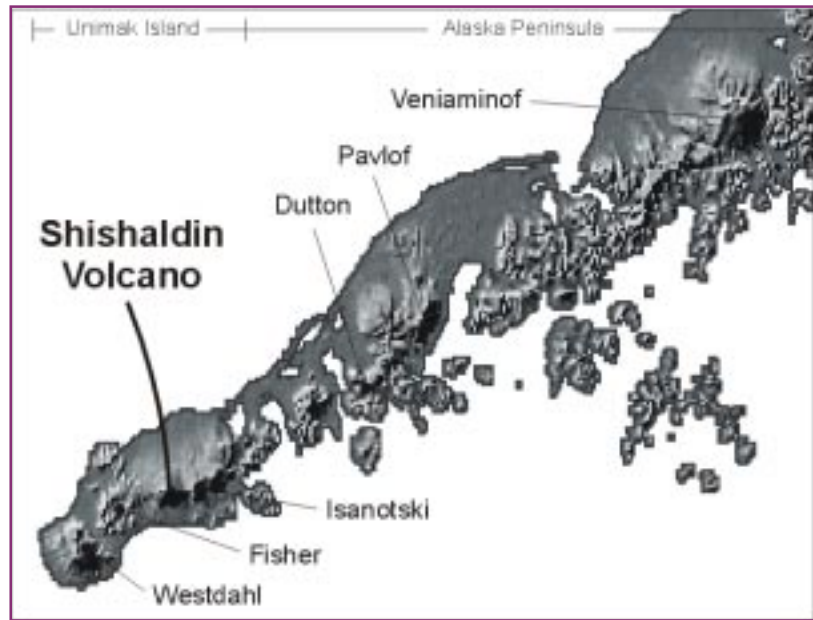 Unimak Island
Alaska Peninsula
Veniaminof
Pavlof
Dutton
Shishaldin
Volcano
Isanotski
Fisher
Westdahl